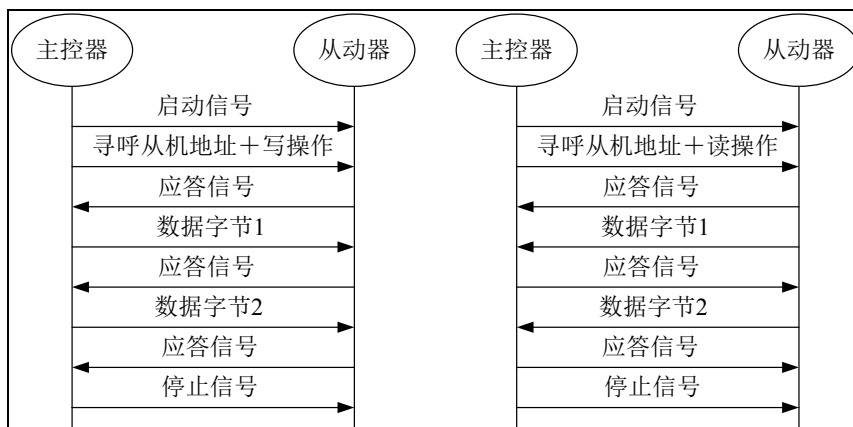 主控器
从动器
启动信号
寻呼从机地址＋写操作
应答信号
数据字节1
应答信号
数据字节2
应答信号
停止信号
主控器
从动器
启动信号
寻呼从机地址＋读操作
应答信号
数据字节1
应答信号
数据字节2
应答信号
停止信号